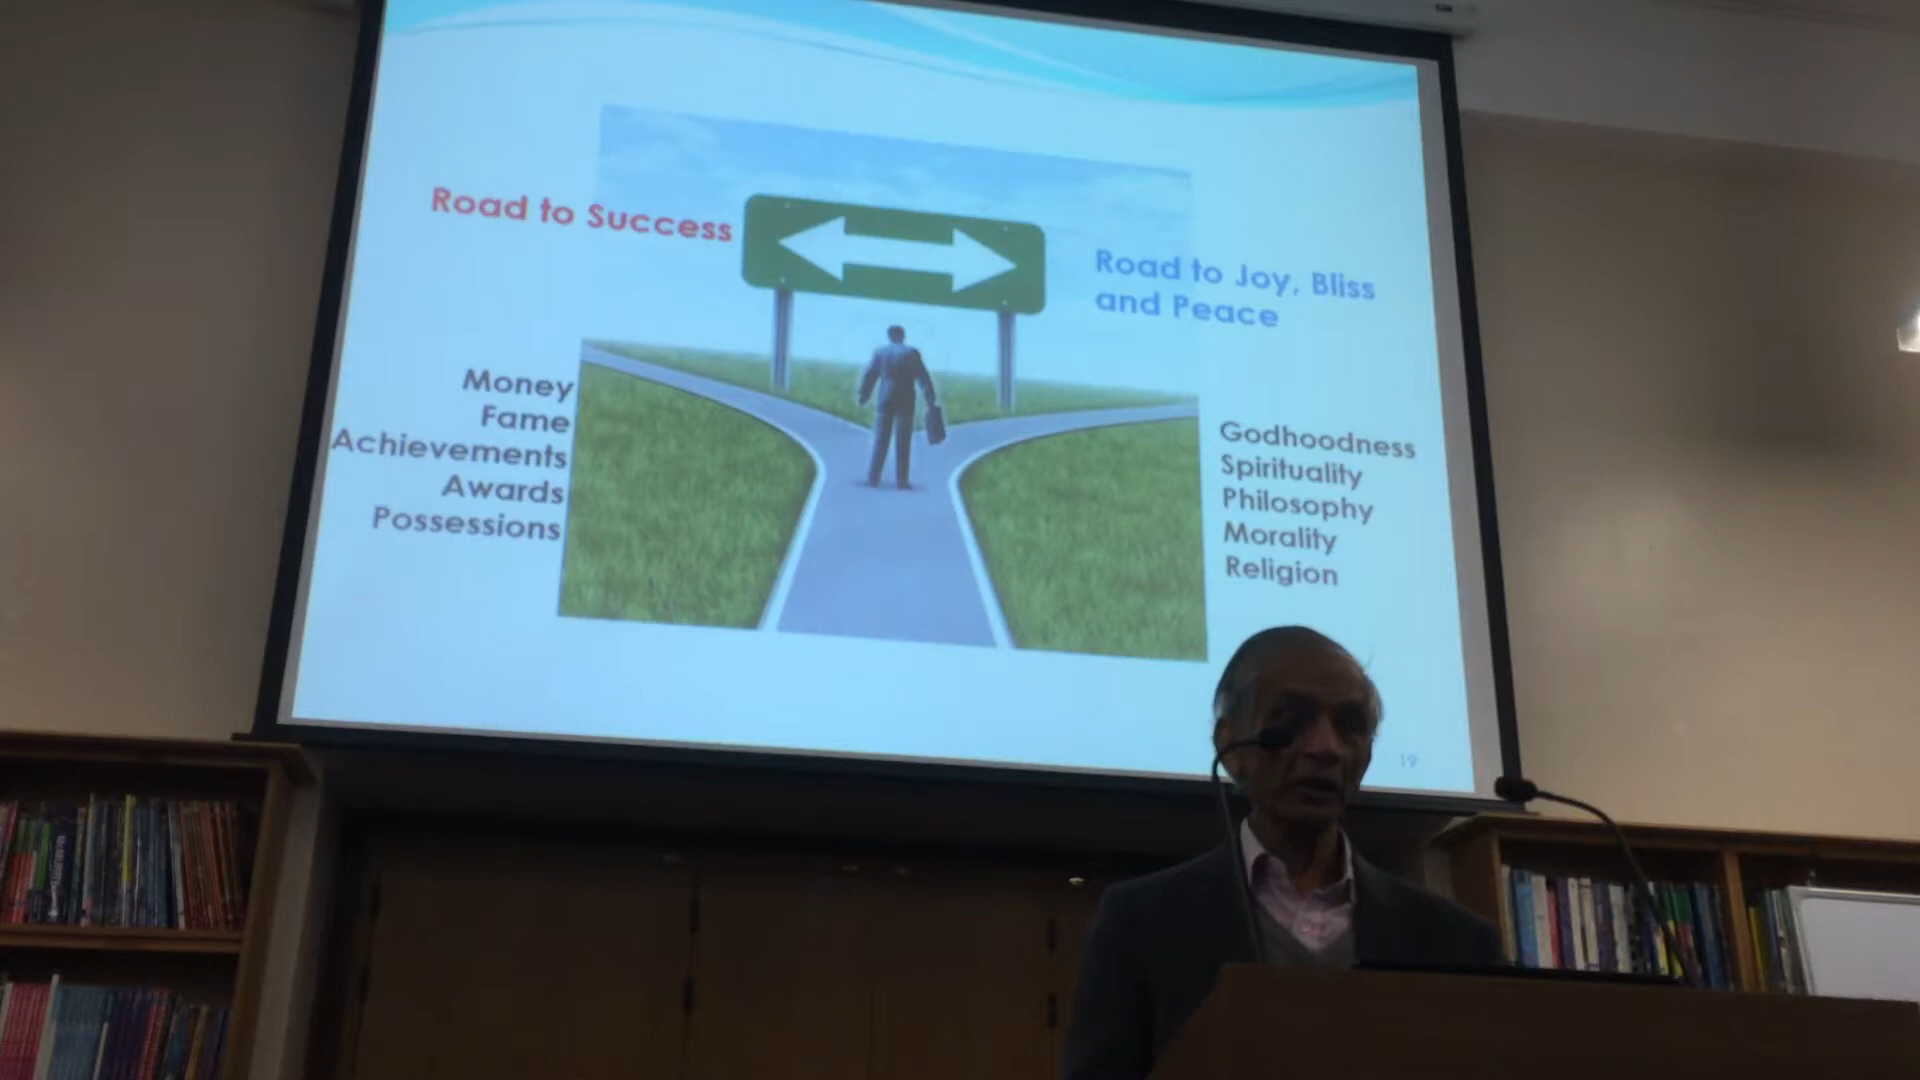 Road to Success
Road to Joy, Bliss
and Peace
Money
Fame
Achievements
Awards
Possessions
Godhoodness
Spirituality
Philosophy
Morality
Religion
19